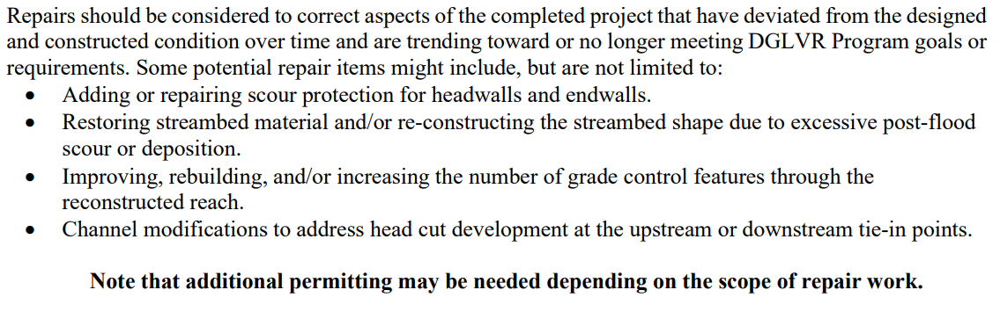 Repairs should be considered to correct aspects of the completed project that have deviated from the designed
and constructed condition over time and are trending toward or no longer meeting DGLVR Program goals or
requirements. Some potential repair items might include, but are not limited to:
• Adding or repairing scour protection for headwalls and endwalls.
• Restoring streambed material and/or re-constructing the streambed shape due to excessive post-flood
scour or deposition.
• Improving, rebuilding, and/or increasing the number of grade control features through the
reconstructed reach.
• Channel modifications to address head cut development at the upstream or downstream tie-in points.
Note that additional permitting may be needed depending on the scope of repair work.